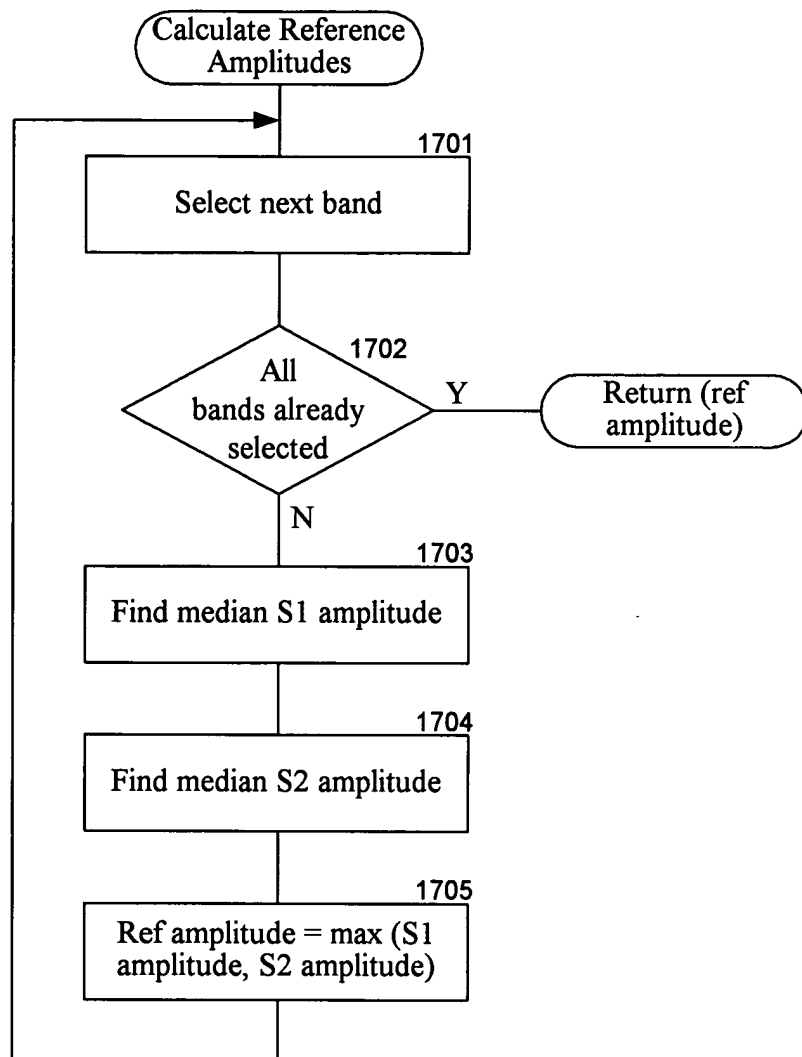 Calculate Reference
Amplitudes
1701
Select next band
1702
All
bands already
selected
Y
Return (ref
amplitude)
N
1703
Find median S1 amplitude
1704
Find median S2 amplitude
1705
Ref amplitude = max (S1
amplitude, S2 amplitude)